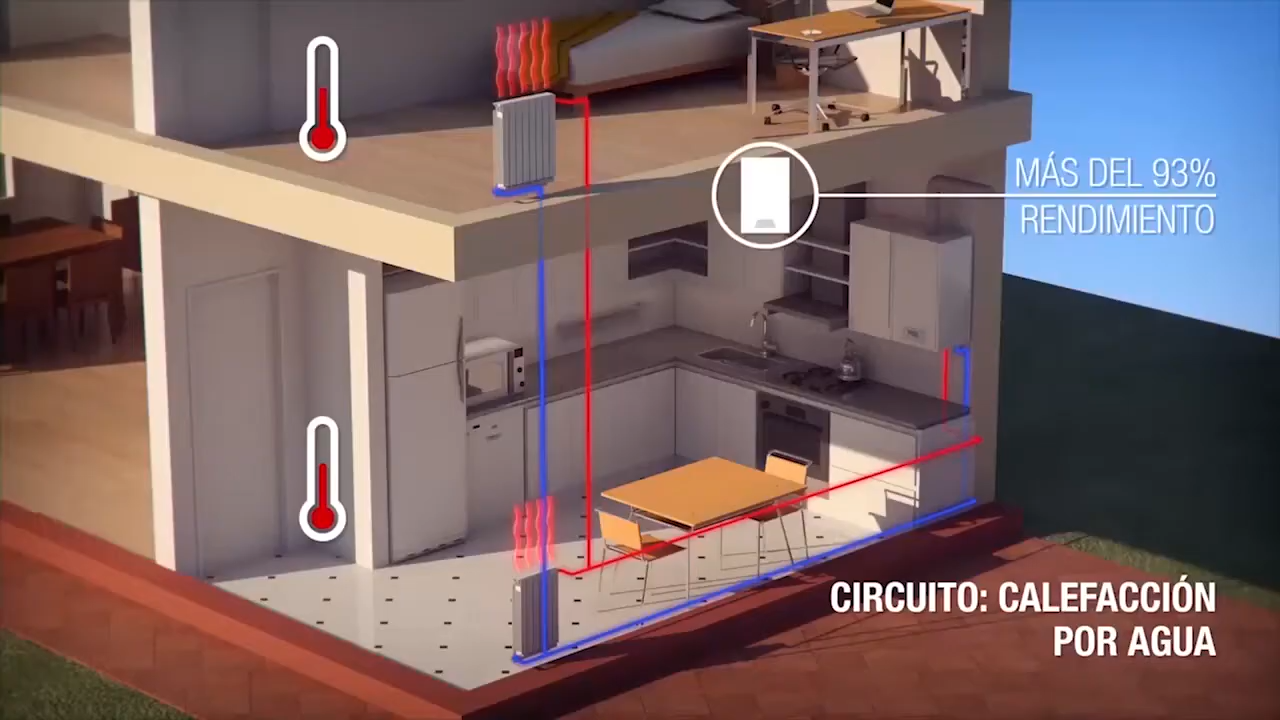 MÁS DEL 93%
RENDIMIENTO
CIRCUITO: CALEFACCIÓN
POR AGUA